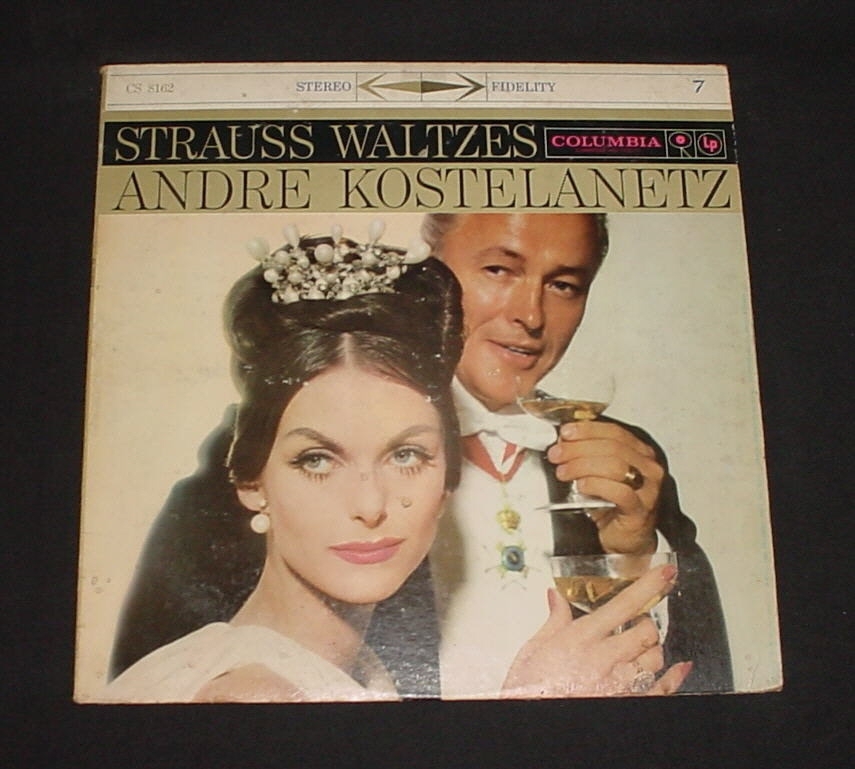 CS 8162 STEREO FIDELITY 7
STRAUSS WALTZES COLUMBIA Lp
ANDRE KOSTELANETZ